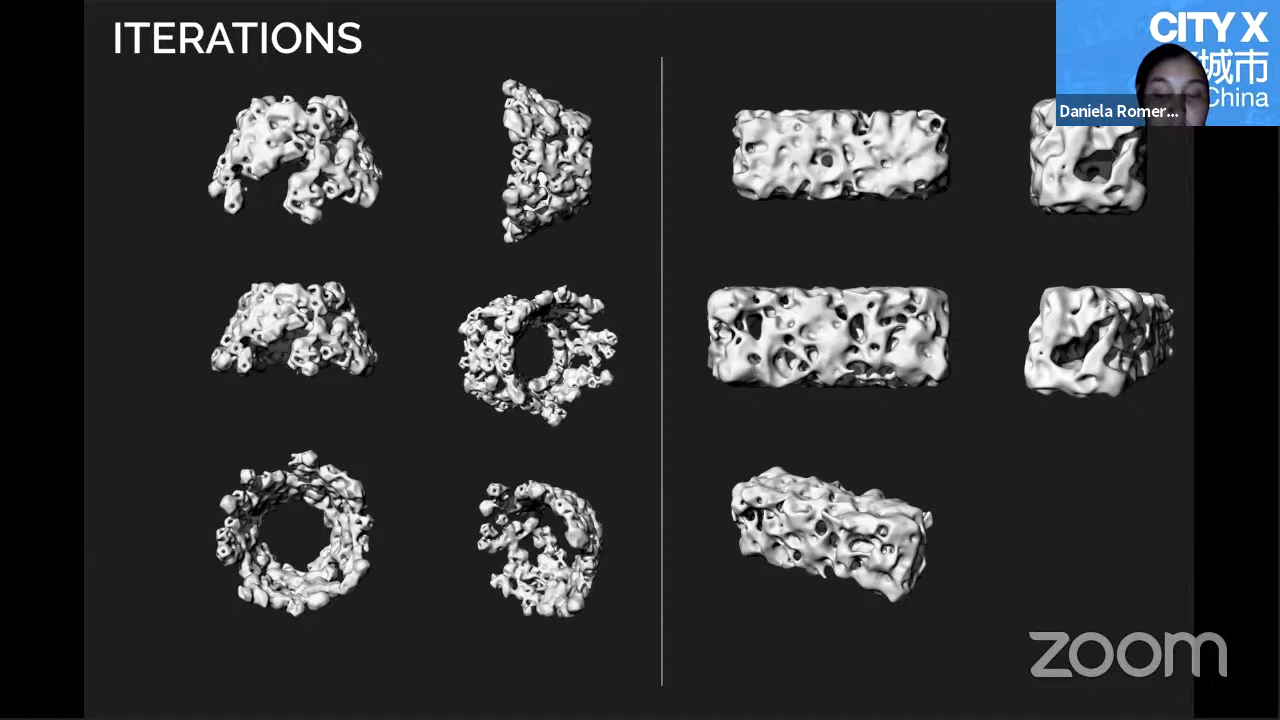 ITERATIONS
CITY X
城市
China
Daniela Romer...
zoom